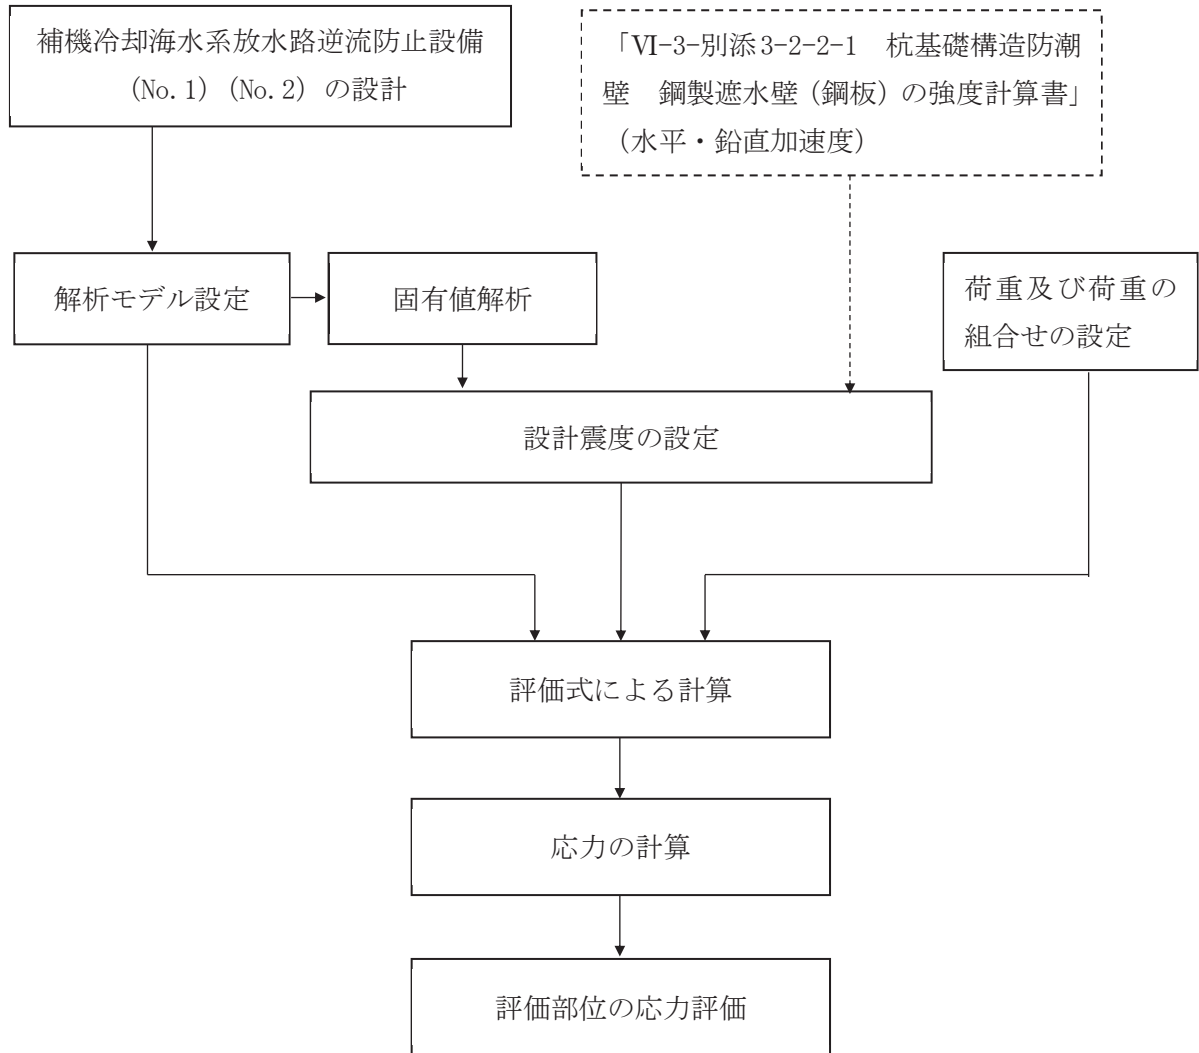 補機冷却海水系放水路逆流防止設備
(No.1) (No.2) の設計
「Ⅵ-3-別添3-2-2-1　杭基礎構造防潮
壁　鋼製遮水壁（鋼板）の強度計算書」
（水平・鉛直加速度）
解析モデル設定
固有値解析
荷重及び荷重の
組合せの設定
設計震度の設定
評価式による計算
応力の計算
評価部位の応力評価